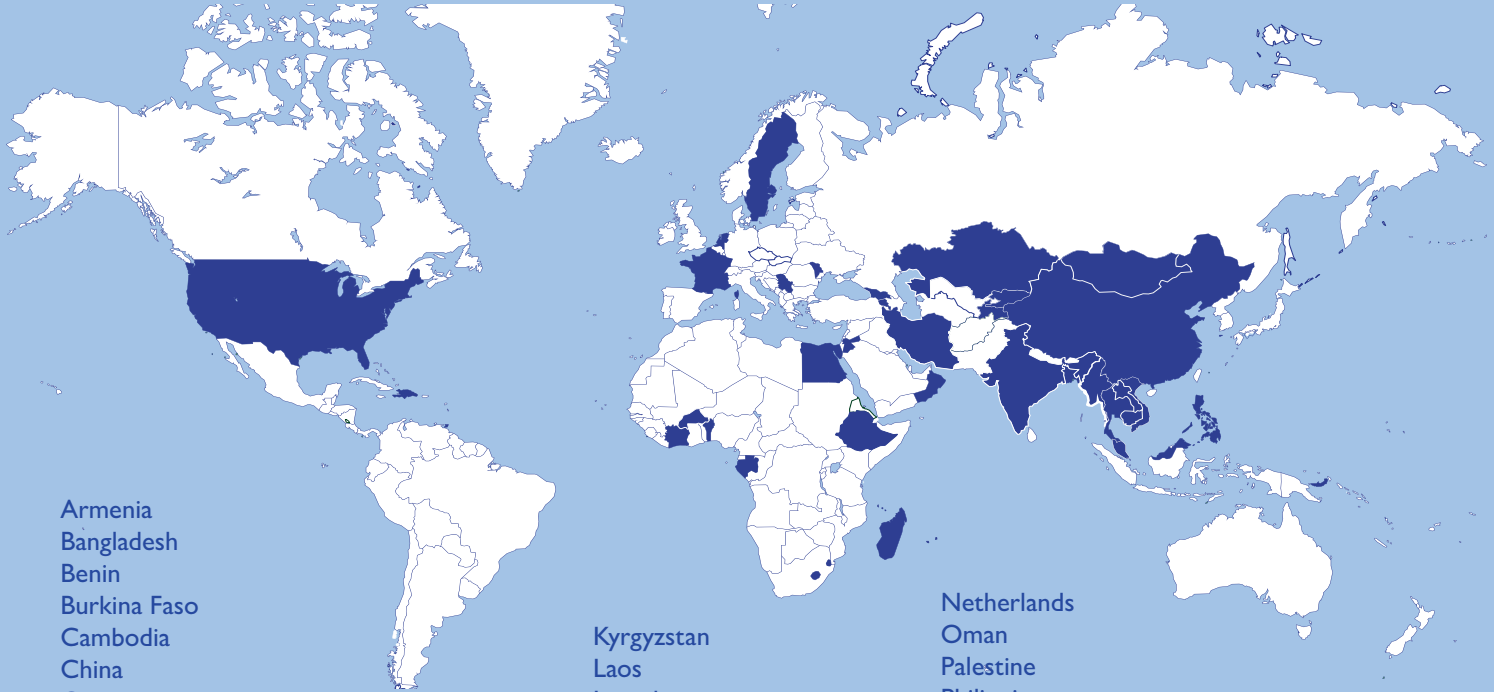 Armenia
Bangladesh
Benin
Burkina Faso
Cambodia
China
Kyrgyzstan
Laos
Netherlands
Oman
Palestine